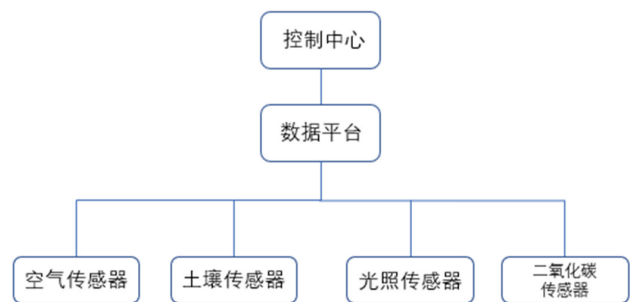 控制中心
数据平台
空气传感器
土壤传感器
光照传感器
二氧化碳
传感器